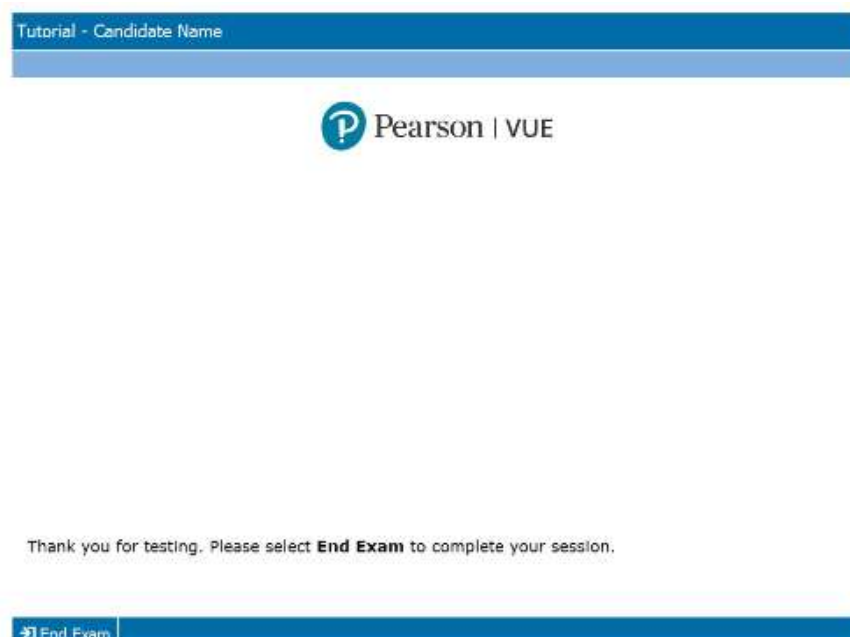 Tutorial - Candidate Name
Pearson | VUE
Thank you for testing. Please select End Exam to complete your session.
End Exam